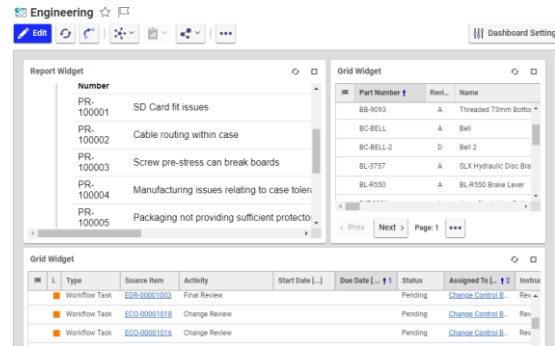 Engineering
Edit
Dashboard Setting
Report Widget
Number
PR-
100001
SD Card fit issues
PR-
100002
Cable routing within case
PR-
100003
Screw pre-stress can break boards
PR-
100004
Manufacturing issues relating to case toler
PR-
100005
Packaging not providing sufficient protecto
Grid Widget
Part Number Revi... Name
BB-9093 A Threaded 73mm Botto
BC-BELL A Bell
BC-BELL-2 D Bell 2
BL-3757 A SLX Hydraulic Disc Bra
BL-R550 A BL-R550 Brake Lever
< Prev Next > Page: 1
Grid Widget
i. Type Source Item Activity Start Date [...] Due Date [... 1 Status Assigned To [... 2 Instruc
Workflow Task EDR-00001003 Final Review Pending Change Control B... Rev
Workflow Task ECO-00001018 Change Review Pending Change Control B... Rev
Workflow Task ECO-00001016 Change Review Pending Change Control B... Rev